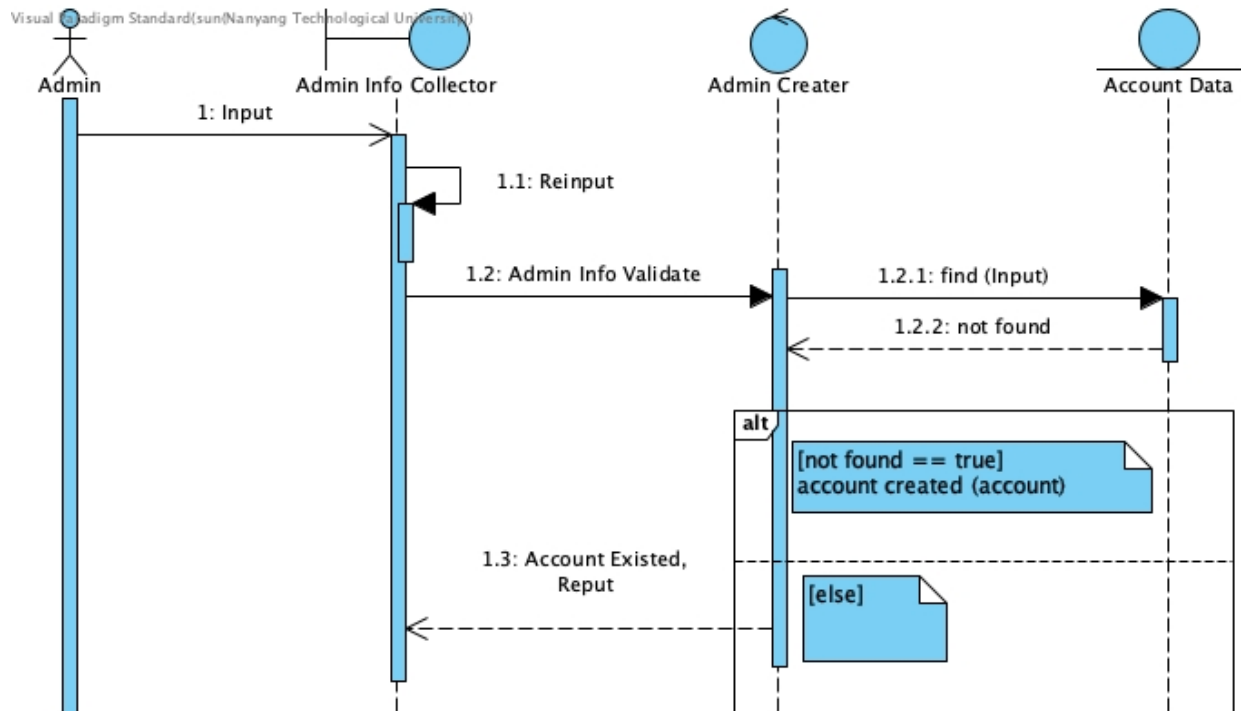 Visual Paradigm Standard(sun(Nanyang Technological University))
Admin
Admin Info Collector
Admin Creater
Account Data
1: Input
1.1: Reinput
1.2: Admin Info Validate
1.2.1: find (Input)
1.2.2: not found
alt
[not found == true]
account created (account)
1.3: Account Existed,
Reput
[else]